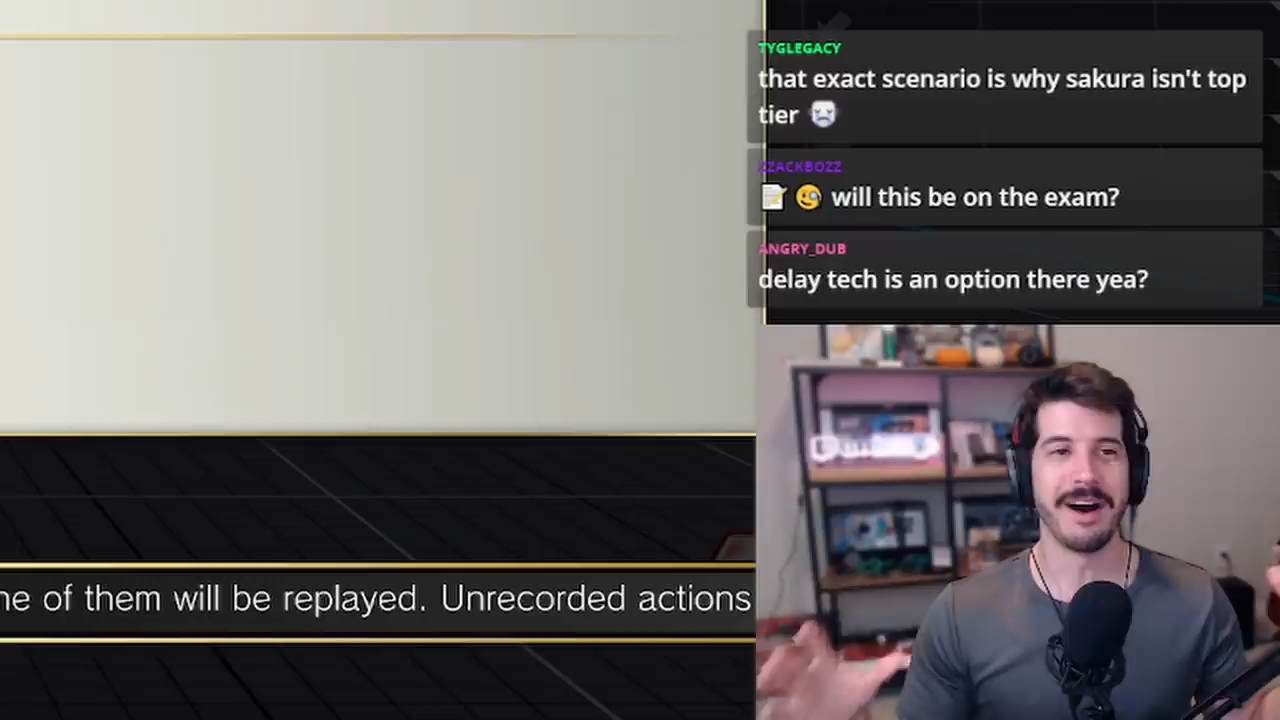 TYGLEGACY
that exact scenario is why sakura isn't top
tier 😢
ZZACKBOZZ
📝 🧐 will this be on the exam?
ANGRY_DUB
delay tech is an option there yea?
ne of them will be replayed. Unrecorded actions